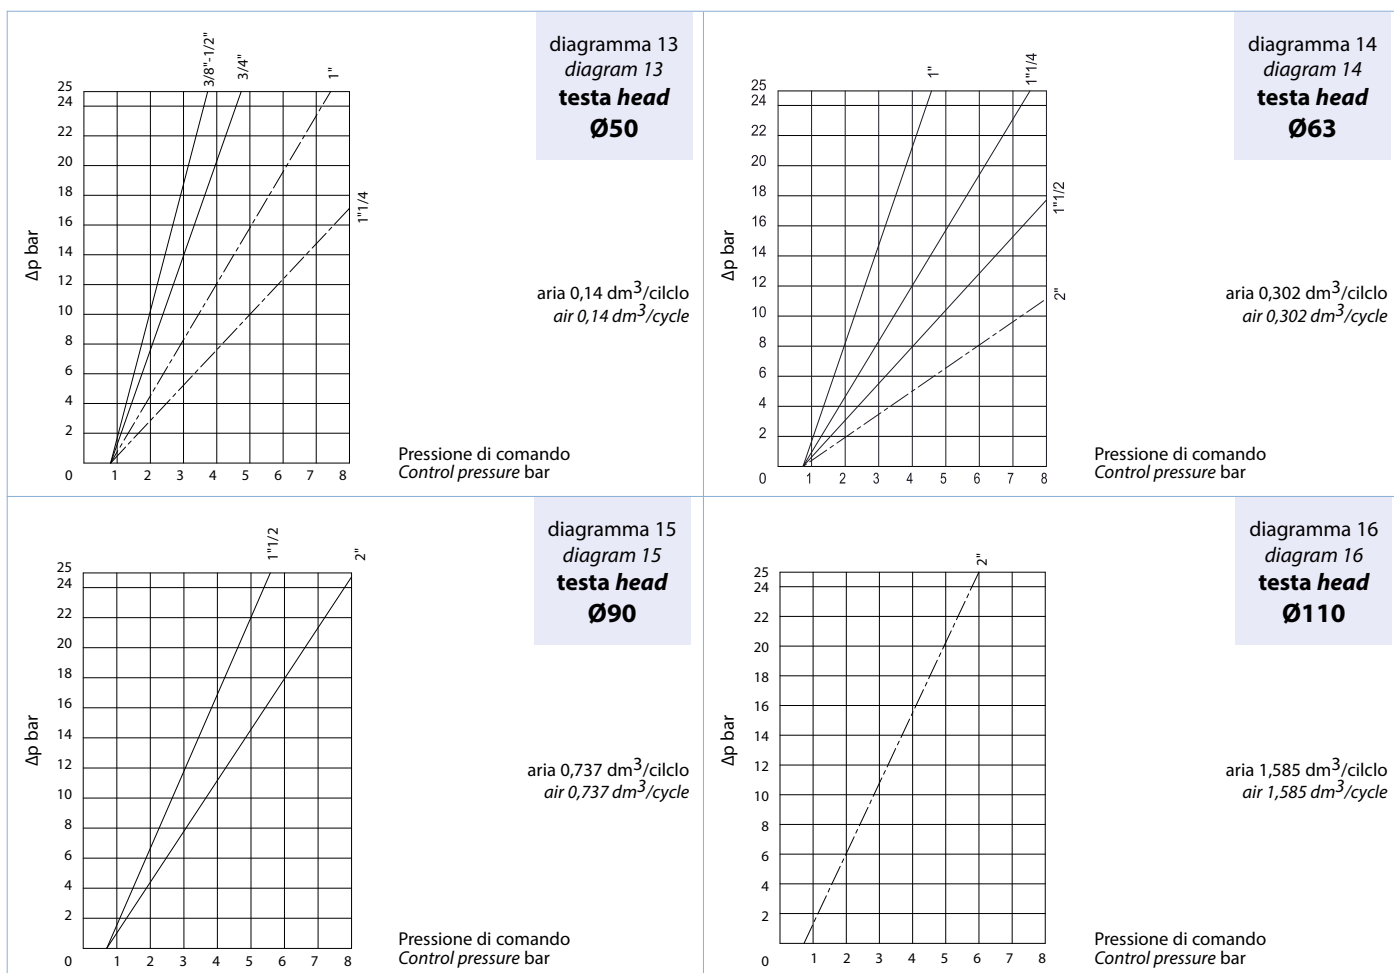 diagramma 13
diagram 13
testa head
Ø50
3/8"-1/2"
3/4"
1"
1"1/4
25
24
22
20
18
16
14
12
10
8
6
4
2
0
1 2 3 4 5 6 7 8
Δp bar
aria 0,14 dm3/cilclo
air 0,14 dm3/cycle
Pressione di comando
Control pressure bar
diagramma 14
diagram 14
testa head
Ø63
1"
1"1/4
1"1/2
2"
25
24
22
20
18
16
14
12
10
8
6
4
2
0
1 2 3 4 5 6 7 8
Δp bar
aria 0,302 dm3/cilclo
air 0,302 dm3/cycle
Pressione di comando
Control pressure bar
diagramma 15
diagram 15
testa head
Ø90
1"1/2
2"
25
24
22
20
18
16
14
12
10
8
6
4
2
0
1 2 3 4 5 6 7 8
Δp bar
aria 0,737 dm3/cilclo
air 0,737 dm3/cycle
Pressione di comando
Control pressure bar
diagramma 16
diagram 16
testa head
Ø110
2"
25
24
22
20
18
16
14
12
10
8
6
4
2
0
1 2 3 4 5 6 7 8
Δp bar
aria 1,585 dm3/cilclo
air 1,585 dm3/cycle
Pressione di comando
Control pressure bar